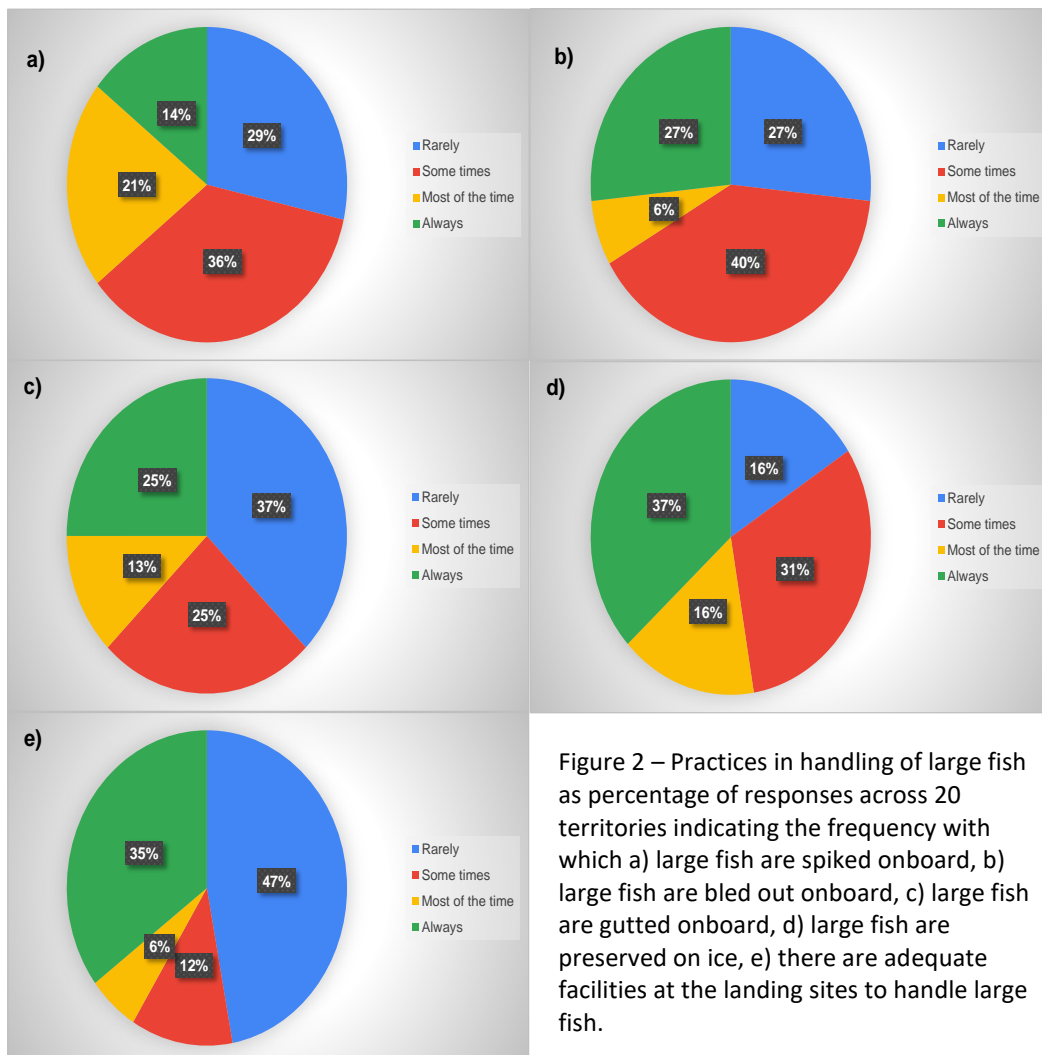 a)
14%
29%
21%
36%
Rarely
Some times
Most of the time
Always
b)
27%
27%
6%
40%
Rarely
Some times
Most of the time
Always
c)
25%
37%
13%
25%
Rarely
Some times
Most of the time
Always
d)
16%
37%
31%
16%
Rarely
Some times
Most of the time
Always
e)
35%
47%
6%
12%
Rarely
Some times
Most of the time
Always
Figure 2 – Practices in handling of large fish
as percentage of responses across 20
territories indicating the frequency with
which a) large fish are spiked onboard, b)
large fish are bled out onboard, c) large fish
are gutted onboard, d) large fish are
preserved on ice, e) there are adequate
facilities at the landing sites to handle large
fish.